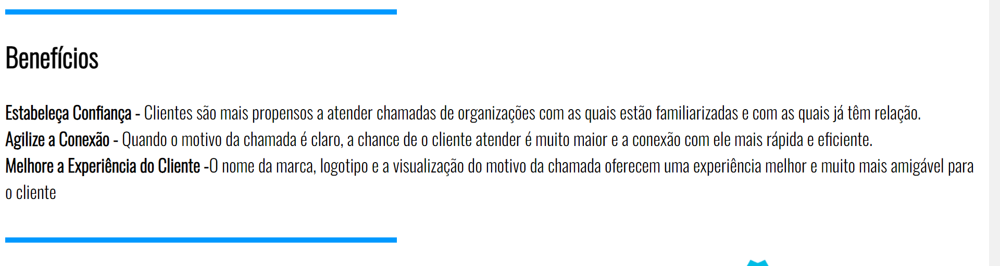 Benefícios
Estabeleça Confiança - Clientes são mais propensos a atender chamadas de organizações com as quais estão familiarizadas e com as quais já têm relação.
Agilize a Conexão - Quando o motivo da chamada é claro, a chance de o cliente atender é muito maior e a conexão com ele mais rápida e eficiente.
Melhore a Experiência do Cliente -O nome da marca, logotipo e a visualização do motivo da chamada oferecem uma experiência melhor e muito mais amigável para
o cliente